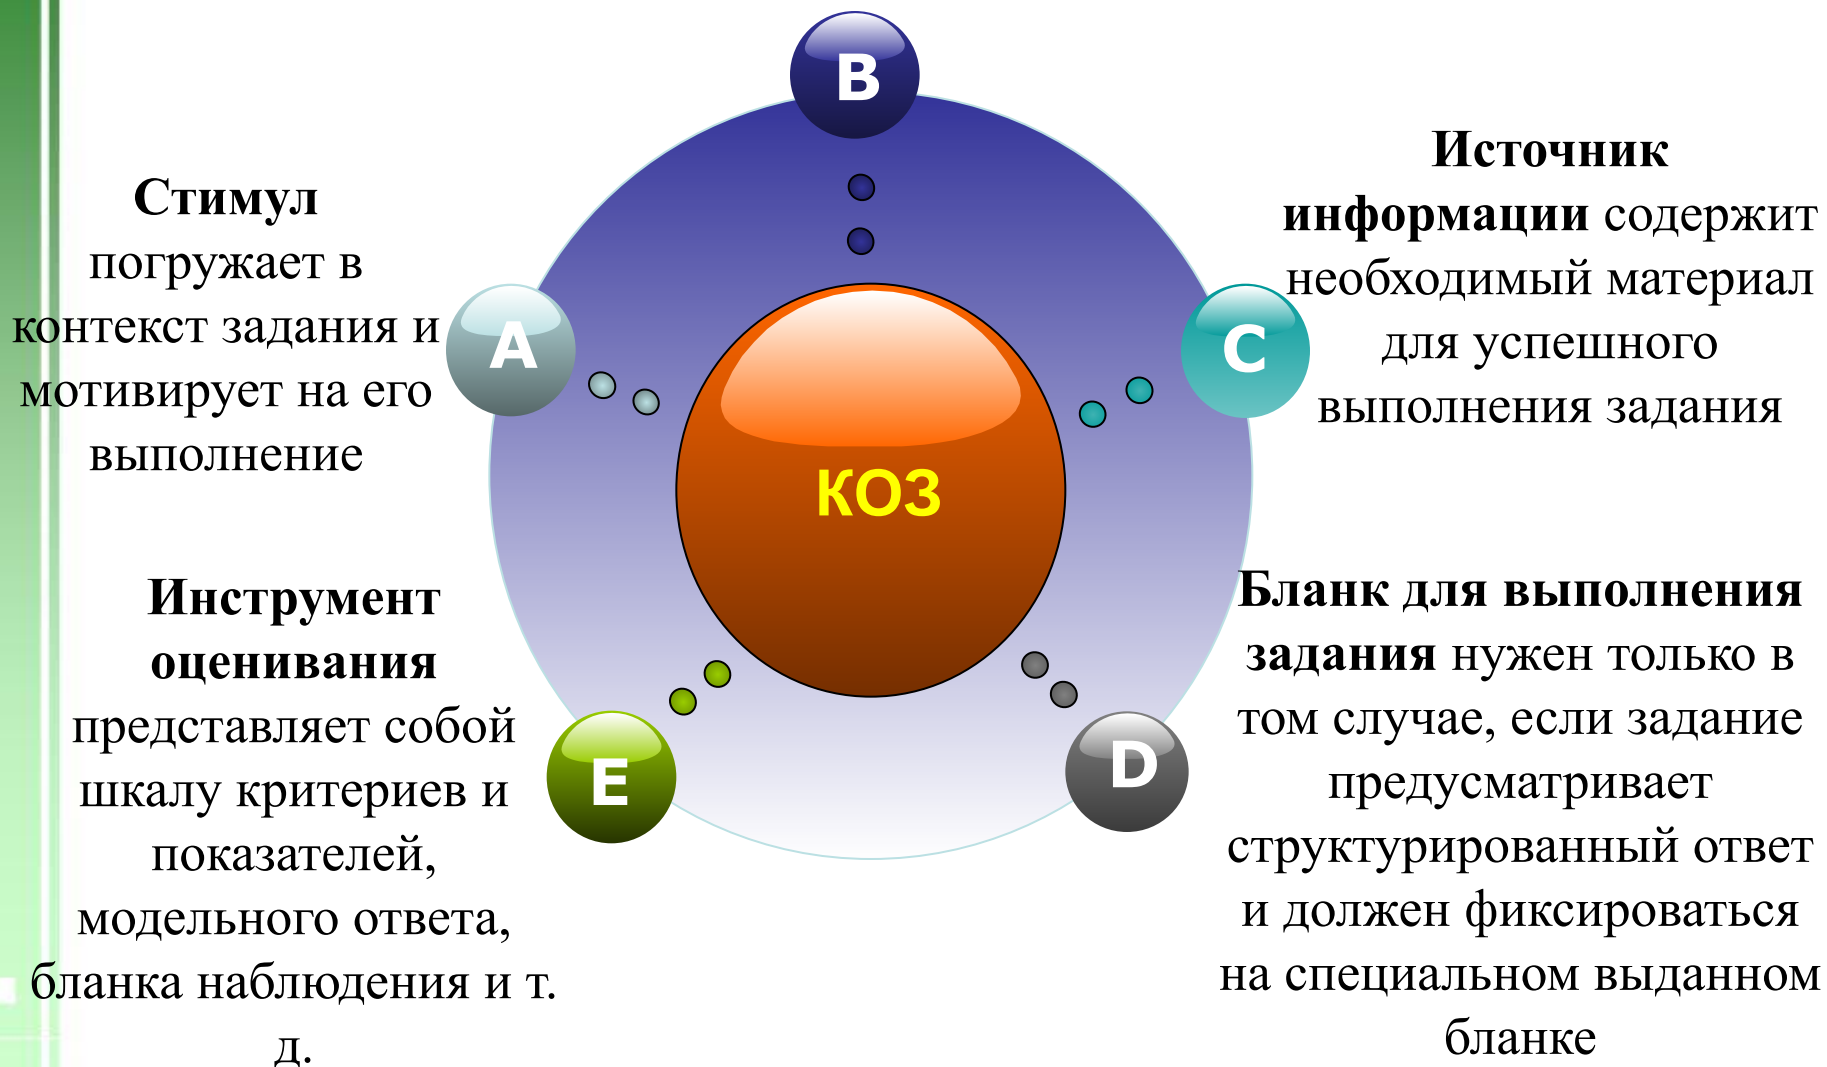 B
Стимул
погружает в
контекст задания и
мотивирует на его
выполнение
A
Источник
информации содержит
необходимый материал
для успешного
выполнения задания
C
КОЗ
Инструмент
оценивания
представляет собой
шкалу критериев и
показателей,
модельного ответа,
бланка наблюдения и т.
д.
E
D
Бланк для выполнения
задания нужен только в
том случае, если задание
предусматривает
структурированный ответ
и должен фиксироваться
на специальном выданном
бланке